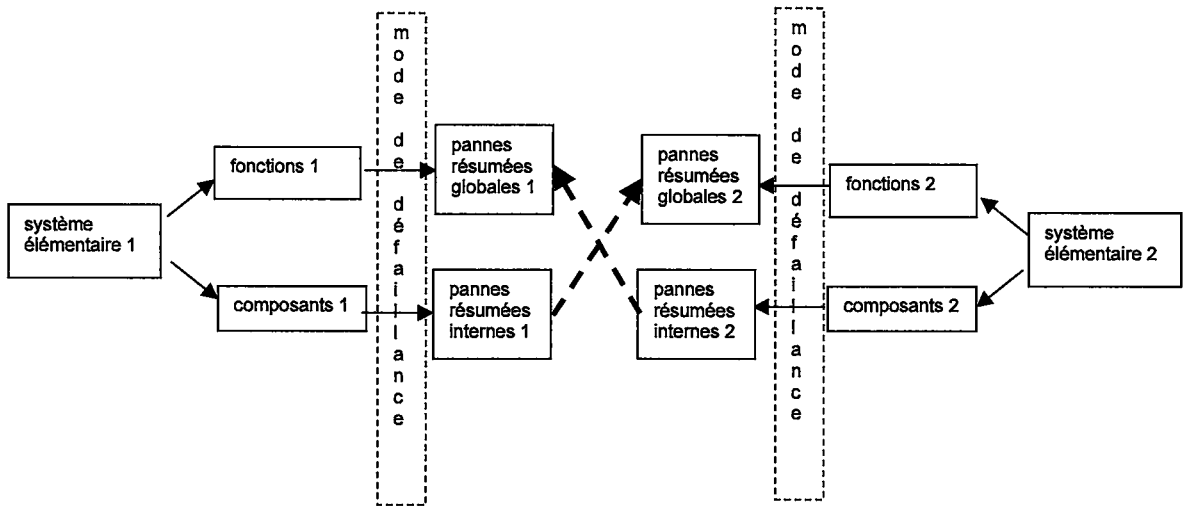 mode de défaillance
mode de défaillance
fonctions 1
pannes
résumées
globales 1
pannes
résumées
globales 2
fonctions 2
système
élémentaire 1
système
élémentaire 2
composants 1
pannes
résumées
internes 1
pannes
résumées
internes 2
composants 2